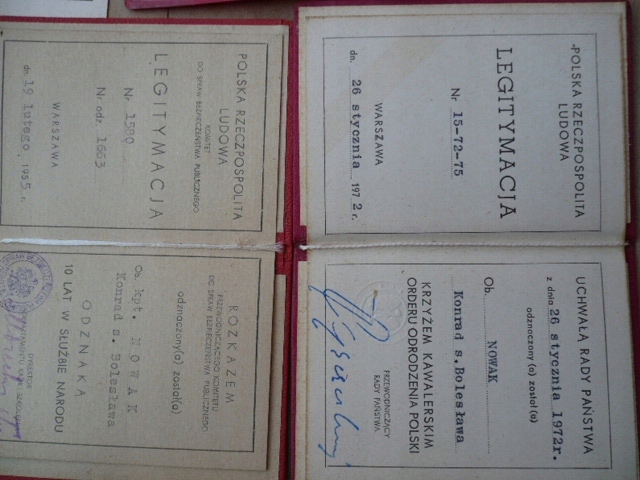 POLSKA RZECZPOSPOLITA
LUDOWA
KOMITET
DO SPRAW BEZPIECZEŃSTWA PUBLICZNEGO
LEGITYMACJA
Nr 1580
Nr odz. 1663
WARSZAWA
dn. 19 lutego, 1955 r.
ROZKAZEM
PRZEWODNICZĄCEGO KOMITETU
DO SPRAW BEZPIECZEŃSTWA PUBLICZNEGO
odznaczony(a) został(a)
Ob. kpt. NOWAK
Konrad s. Bolesława
ODZNAKĄ
10 LAT W SŁUŻBIE NARODU
DYREKTOR
POLSKA RZECZPOSPOLITA
LUDOWA
LEGITYMACJA
Nr 15-72-75
WARSZAWA
dn. 26 stycznia 1972 r.
UCHWAŁĄ RADY PAŃSTWA
z dnia 26 stycznia 1972r.
odznaczony (a) został (a)
Ob. NOWAK
Konrad s.Bolesława
KRZYŻEM KAWALERSKIM
ORDERU ODRODZENIA POLSKI
PRZEWODNICZĄCY
RADY PAŃSTWA